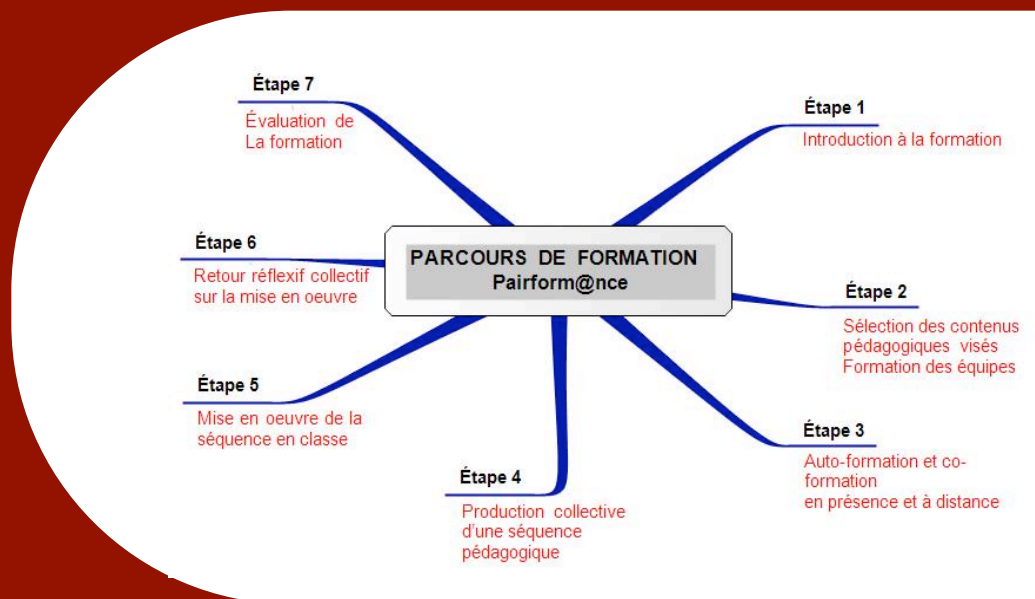 PARCOURS DE FORMATION
Pairform@nce
Étape 1
Introduction à la formation
Étape 2
Sélection des contenus
pédagogiques visés
Formation des équipes
Étape 3
Auto-formation et co-
formation
en présence et à distance
Étape 4
Production collective
d'une séquence
pédagogique
Étape 5
Mise en oeuvre de la
séquence en classe
Étape 6
Retour réflexif collectif
sur la mise en oeuvre
Étape 7
Évaluation de
La formation